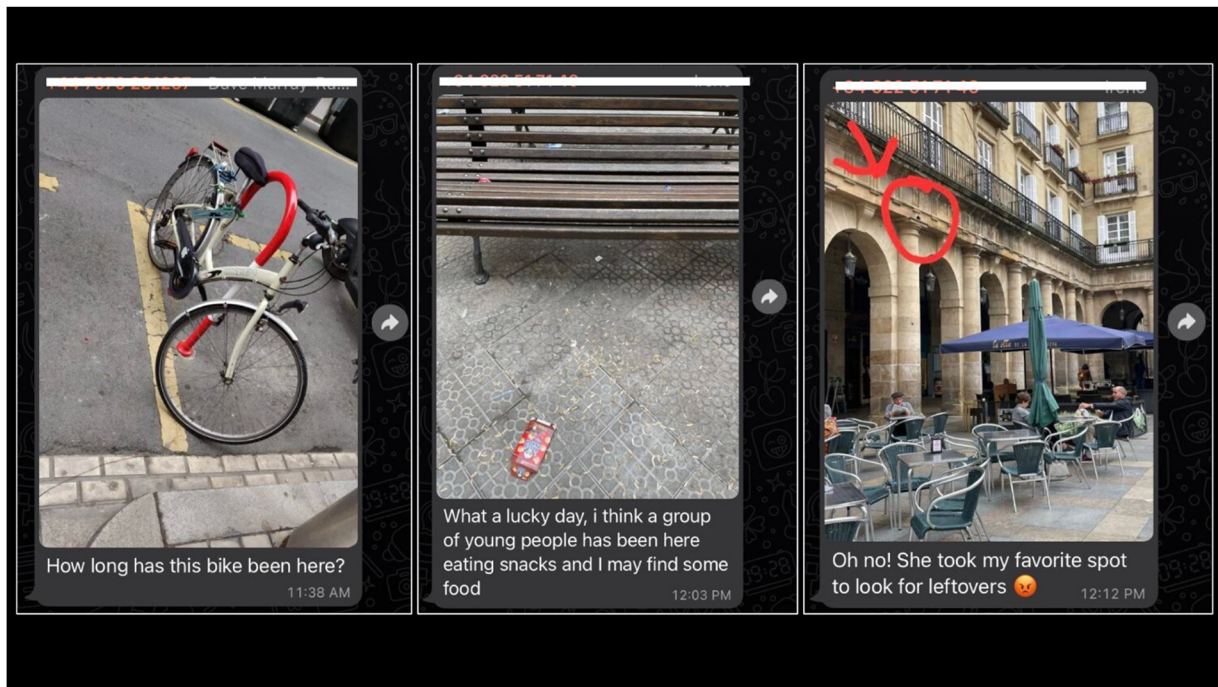 How long has this bike been here?
11:38 AM
What a lucky day, i think a group
of young people has been here
eating snacks and I may find some
food
12:03 PM
Oh no! She took my favorite spot
to look for leftovers 😡
12:12 PM